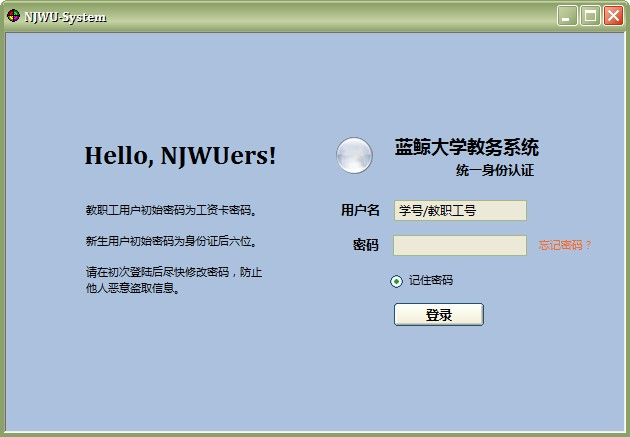 NJWU-System
Hello, NJWUers!
教职工用户初始密码为工资卡密码。
新生用户初始密码为身份证后六位。
请在初次登陆后尽快修改密码，防止
他人恶意盗取信息。
蓝鲸大学教务系统
统一身份认证
用户名 学号/教职工号
密码 忘记密码？
记住密码
登录